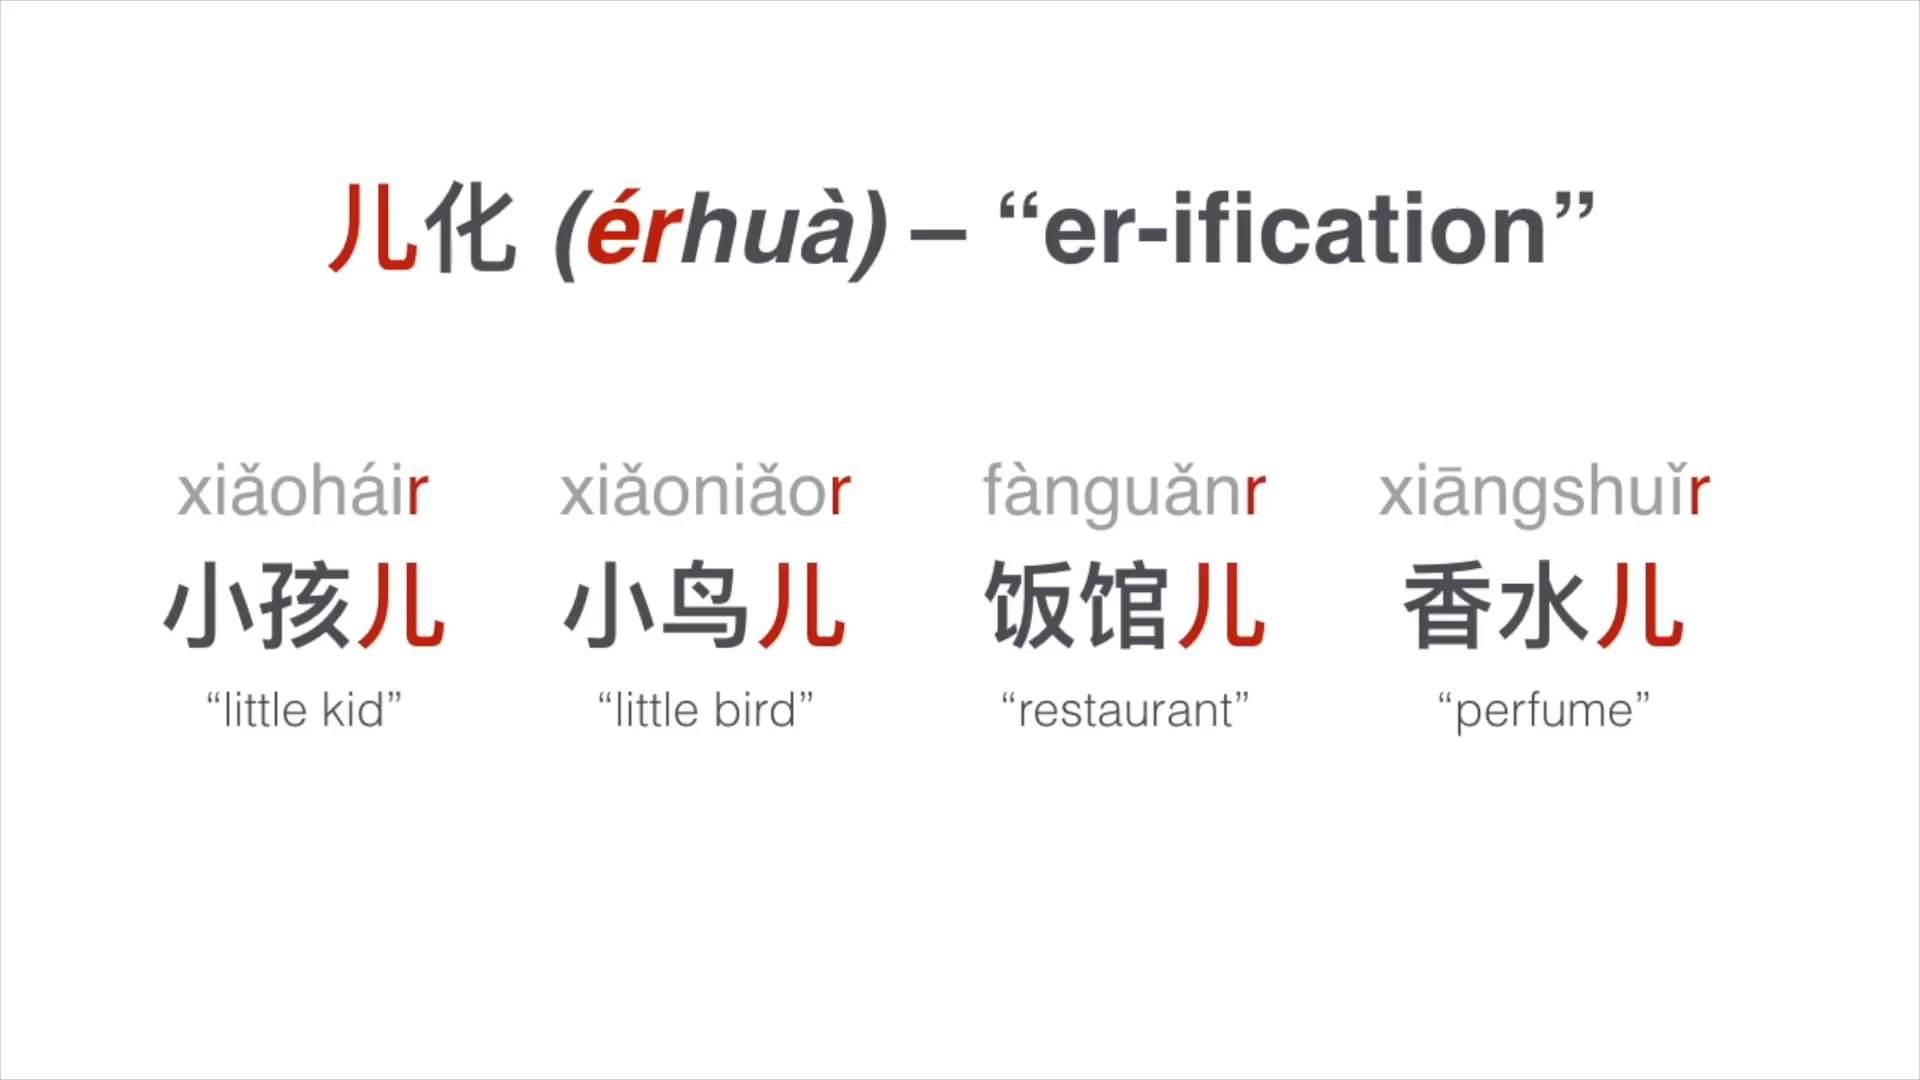 儿化 (érhuà) – “er-ification”
xiǎoháir xiǎoniǎor fànguǎnr xiāngshuǐr
小孩儿 小鸟儿 饭馆儿 香水儿
“little kid” “little bird” “restaurant” “perfume”